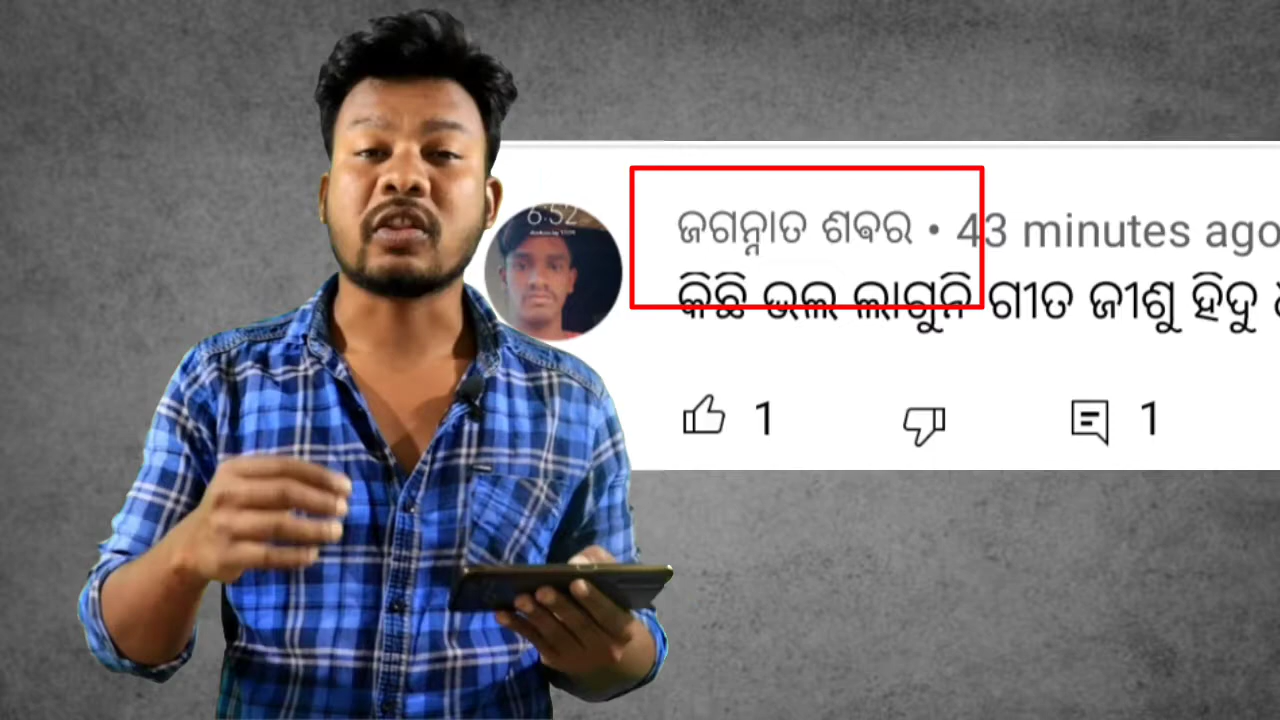 6:52
ଜଗନ୍ନାତ ଶବର • 43 minutes ago
କିଛି ଭଲ ଲାଗୁନି ଗୀତ ଜୀଶୁ ହିଦୁ
1
1